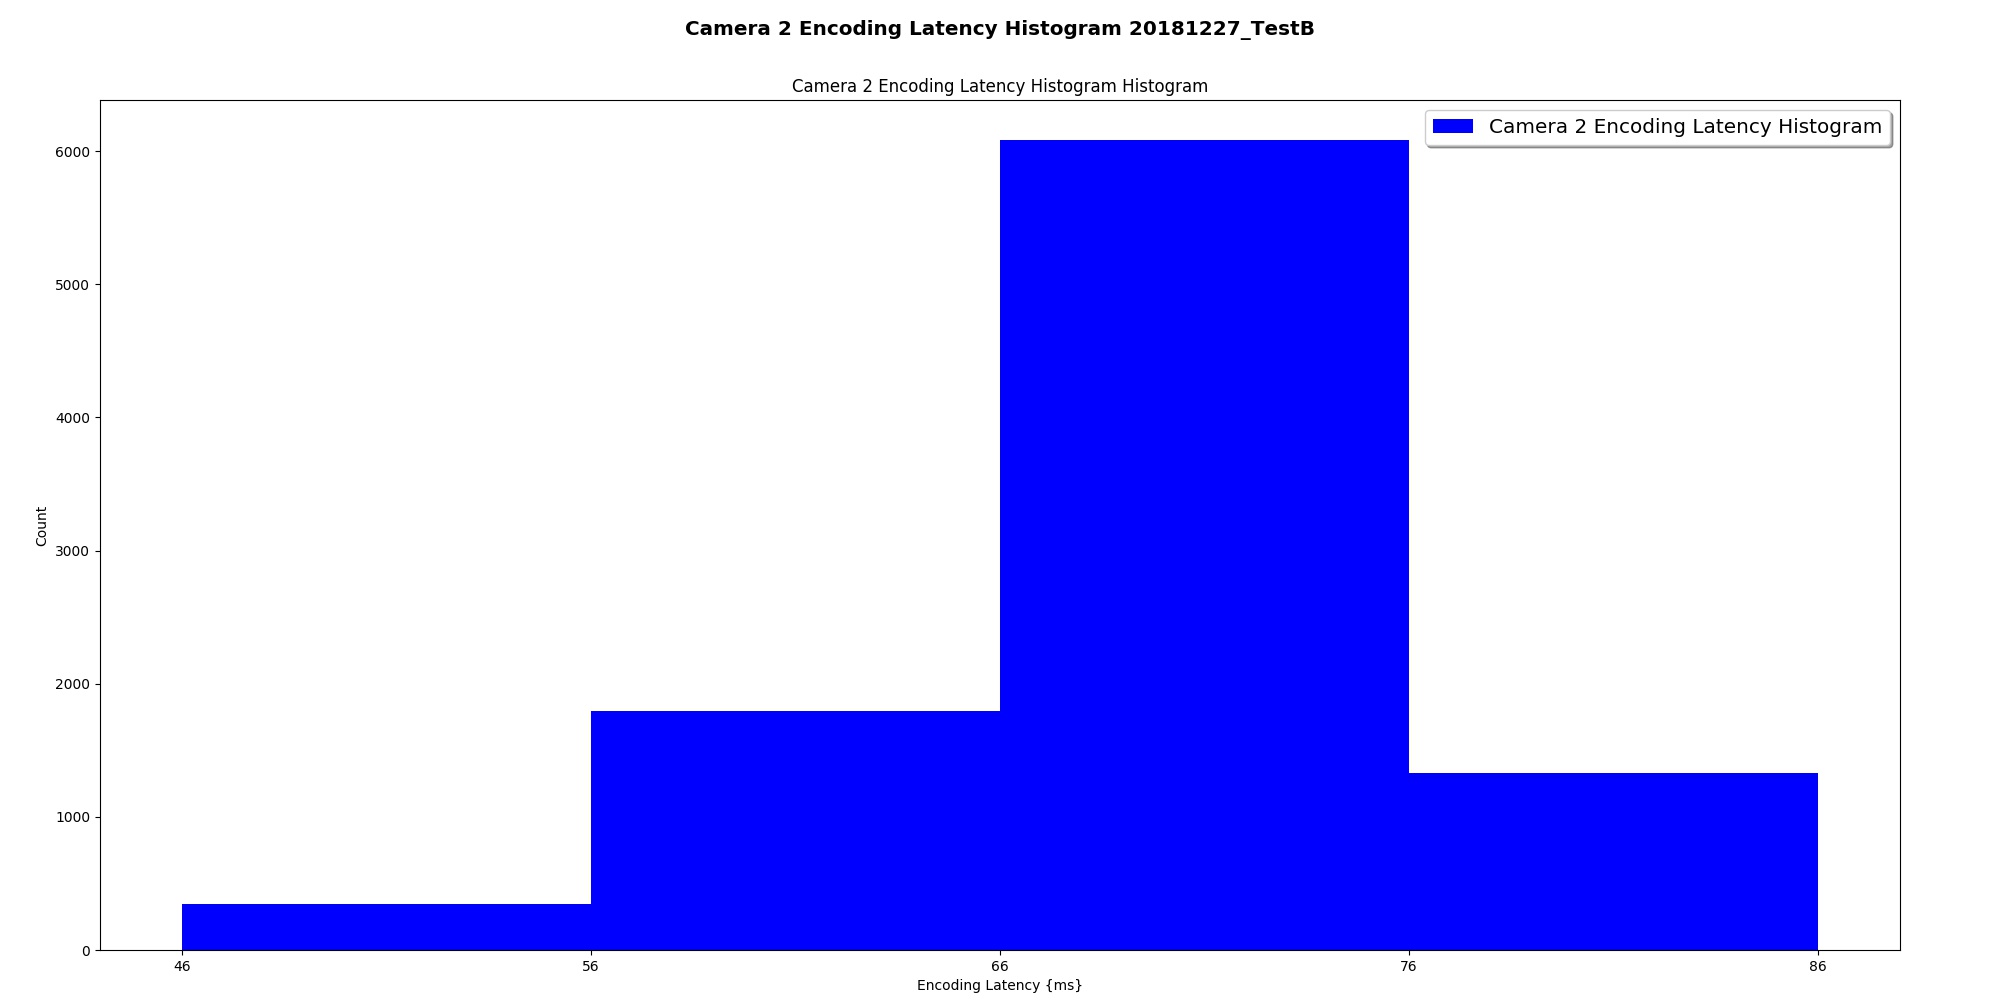 Camera 2 Encoding Latency Histogram 20181227_TestB
Camera 2 Encoding Latency Histogram Histogram
Camera 2 Encoding Latency Histogram
6000
5000
4000
3000
2000
1000
0
Count
46 56 66 76 86
Encoding Latency {ms}